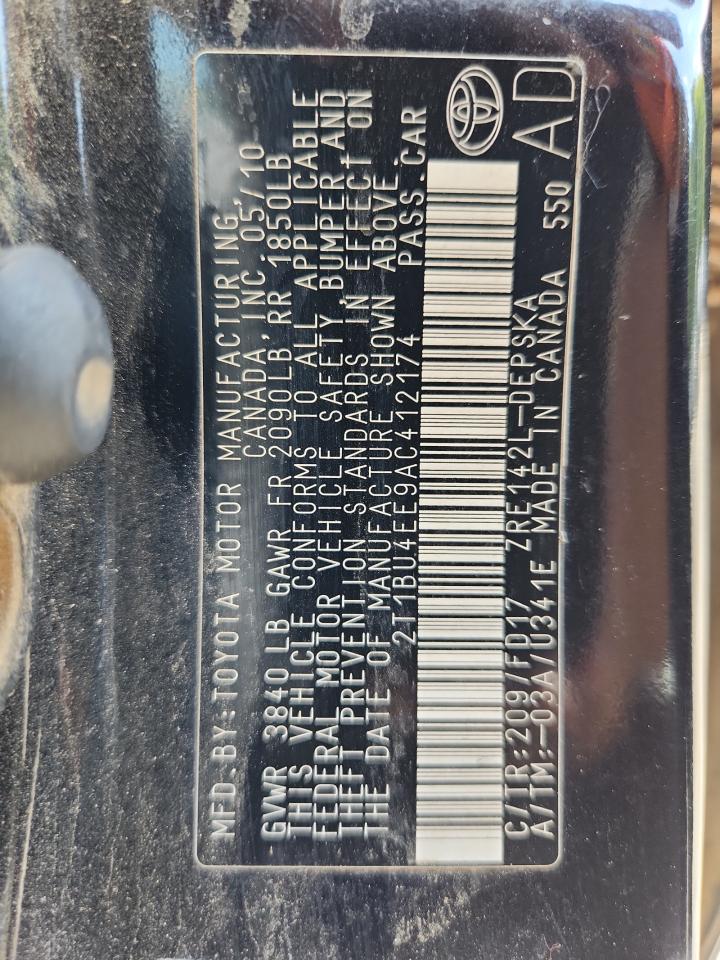 MFD.BY:TOYOTA MOTOR MANUFACTURING,
CANADA, INC.05/10
GVWR 3840 LB GAWR FR 2090LB, RR 1850LB
THIS VEHICLE CONFORMS TO ALL APPLICABLE
FEDERAL MOTOR VEHICLE SAFETY, BUMPER AND
THEFT PREVENTION STANDARDS IN EFFECT ON
THE DATE OF MANUFACTURE SHOWN ABOVE.
2T1BU4EE9AC412174 PASS.CAR
C/TR:209/FD17 ZRE142L-DEPSKA
A/TM:-03A/U341E MADE IN CANADA 550
AD